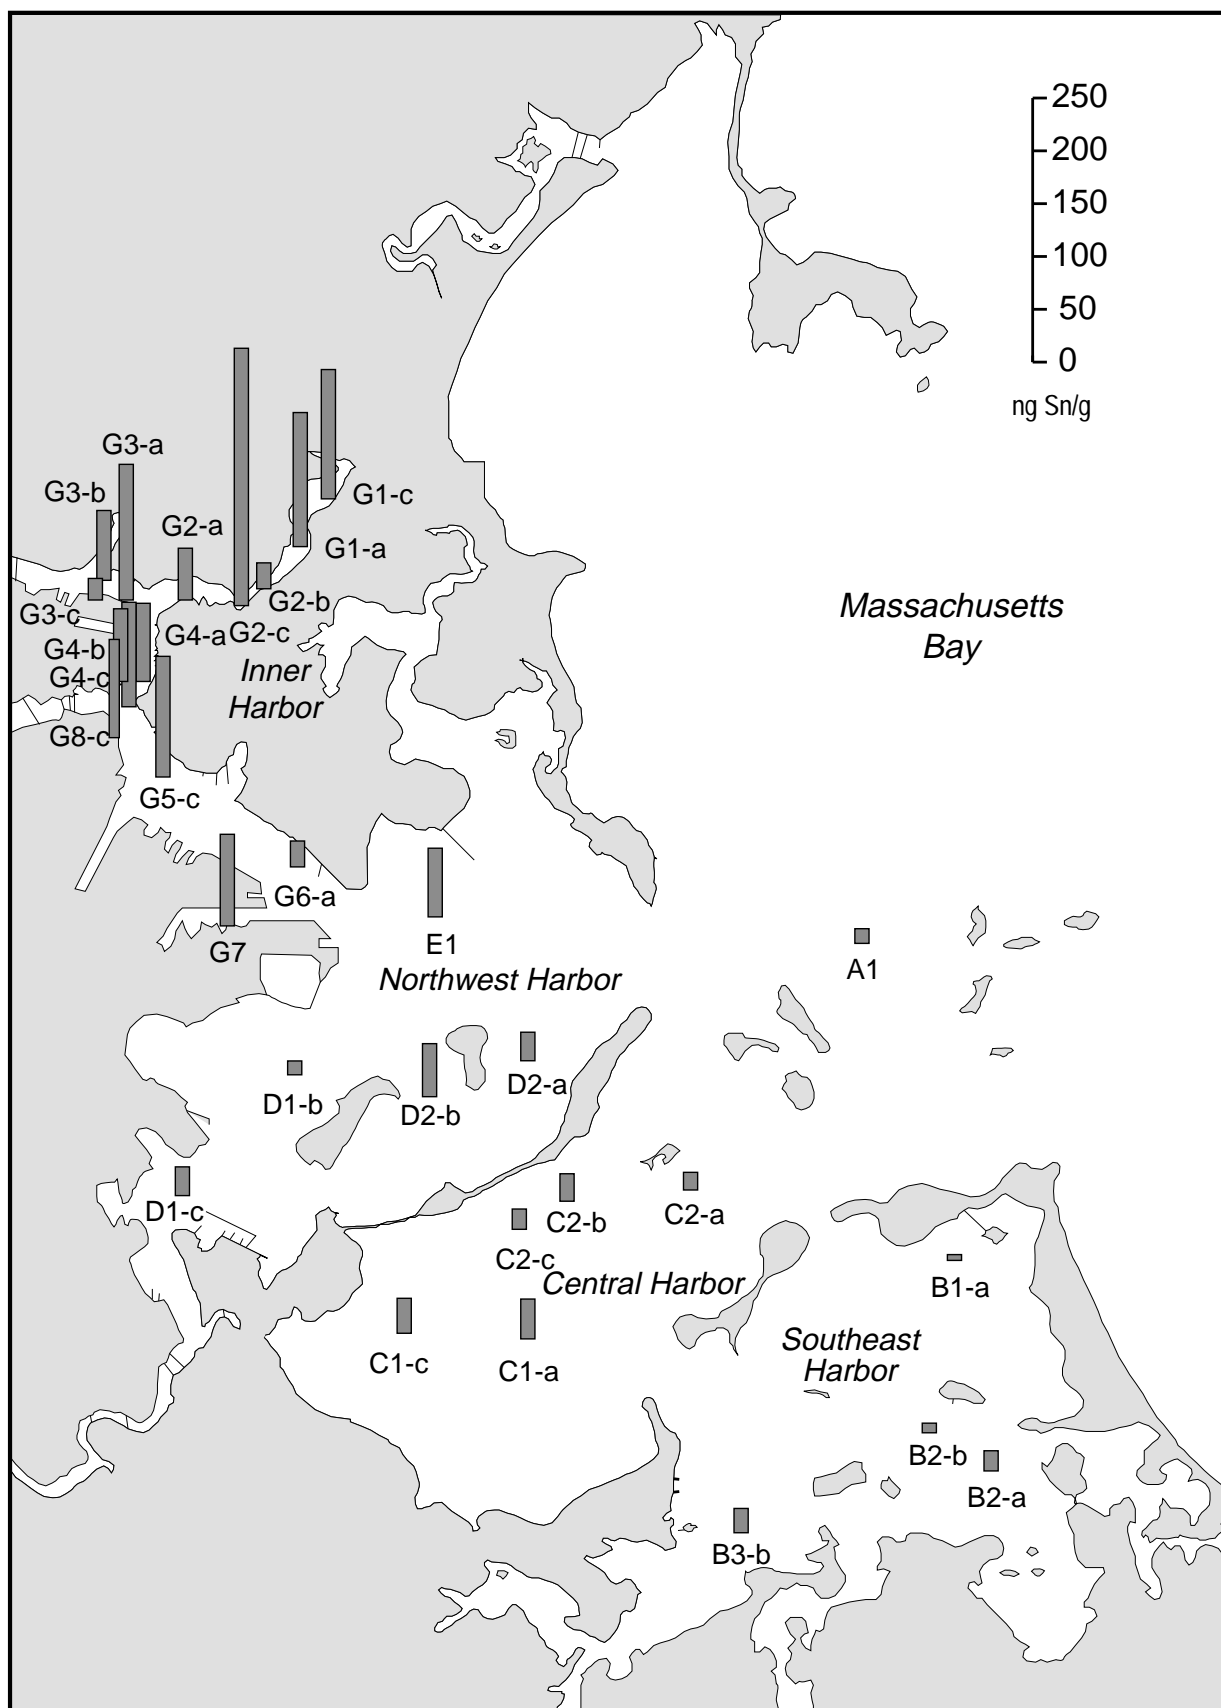 250
200
150
100
50
0
ng Sn/g
G3-a
G3-b
G1-c
G2-a
G1-a
G2-b
G3-c
G4-a
G2-c
G4-b
G4-c
Inner
Harbor
G8-c
G5-c
Massachusetts
Bay
G6-a
G7
E1
A1
Northwest Harbor
D2-a
D1-b
D2-b
D1-c
C2-b
C2-a
C2-c
Central Harbor
B1-a
C1-c
C1-a
Southeast
Harbor
B2-b
B2-a
B3-b